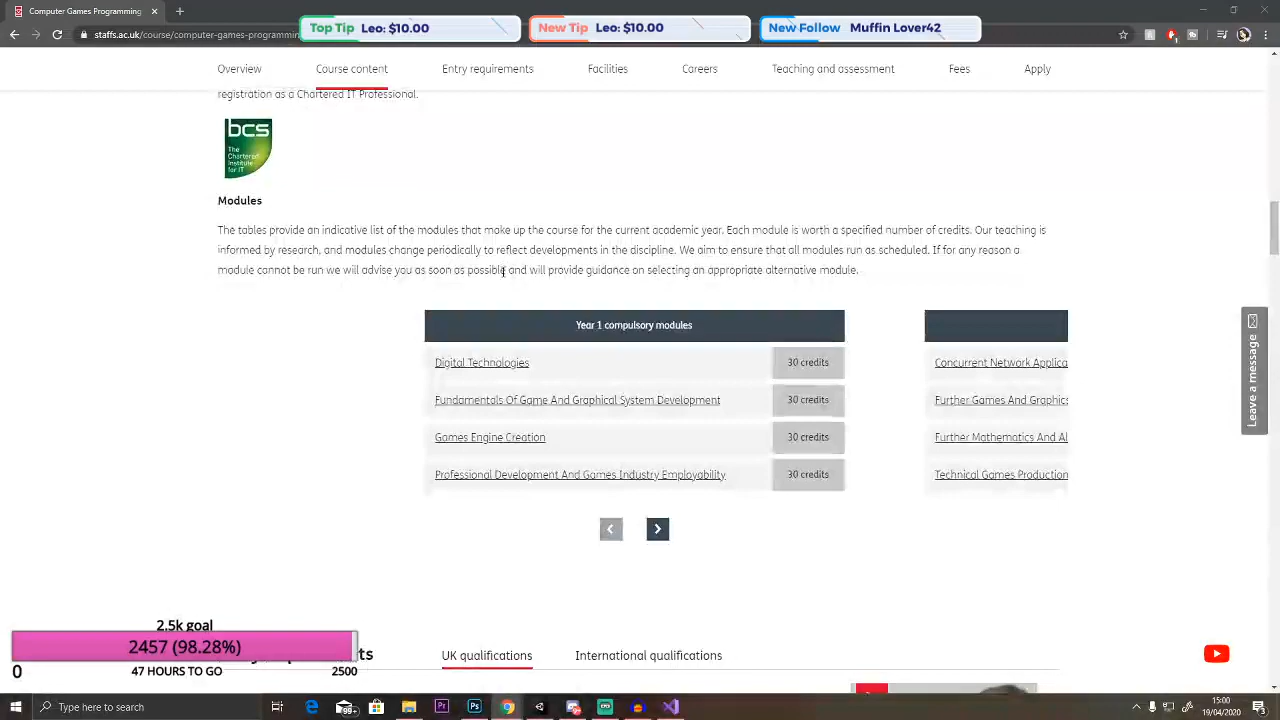 Computer Games Programming
Top Tip Leo: $10.00
New Tip Leo: $10.00
New Follow Muffin Lover42
Overview
Course content
Entry requirements
Facilities
Careers
Teaching and assessment
Fees
Apply
registration as a Chartered IT Professional.
bcs
The
Chartered
Institute
for IT
Modules
The tables provide an indicative list of the modules that make up the course for the current academic year. Each module is worth a specified number of credits. Our teaching is
informed by research, and modules change periodically to reflect developments in the discipline. We aim to ensure that all modules run as scheduled. If for any reason a
module cannot be run we will advise you as soon as possible and will provide guidance on selecting an appropriate alternative module.
Year 1 compulsory modules
Digital Technologies 30 credits
Concurrent Network Applica
Fundamentals Of Game And Graphical System Development 30 credits
Further Games And Graphics
Games Engine Creation 30 credits
Further Mathematics And Al
Professional Development And Games Industry Employability 30 credits
Technical Games Production
Leave a message
2.5k goal
2457 (98.28%)
0 47 HOURS TO GO 2500
UK qualifications
International qualifications
Type here to search
15:00
19/04/2020